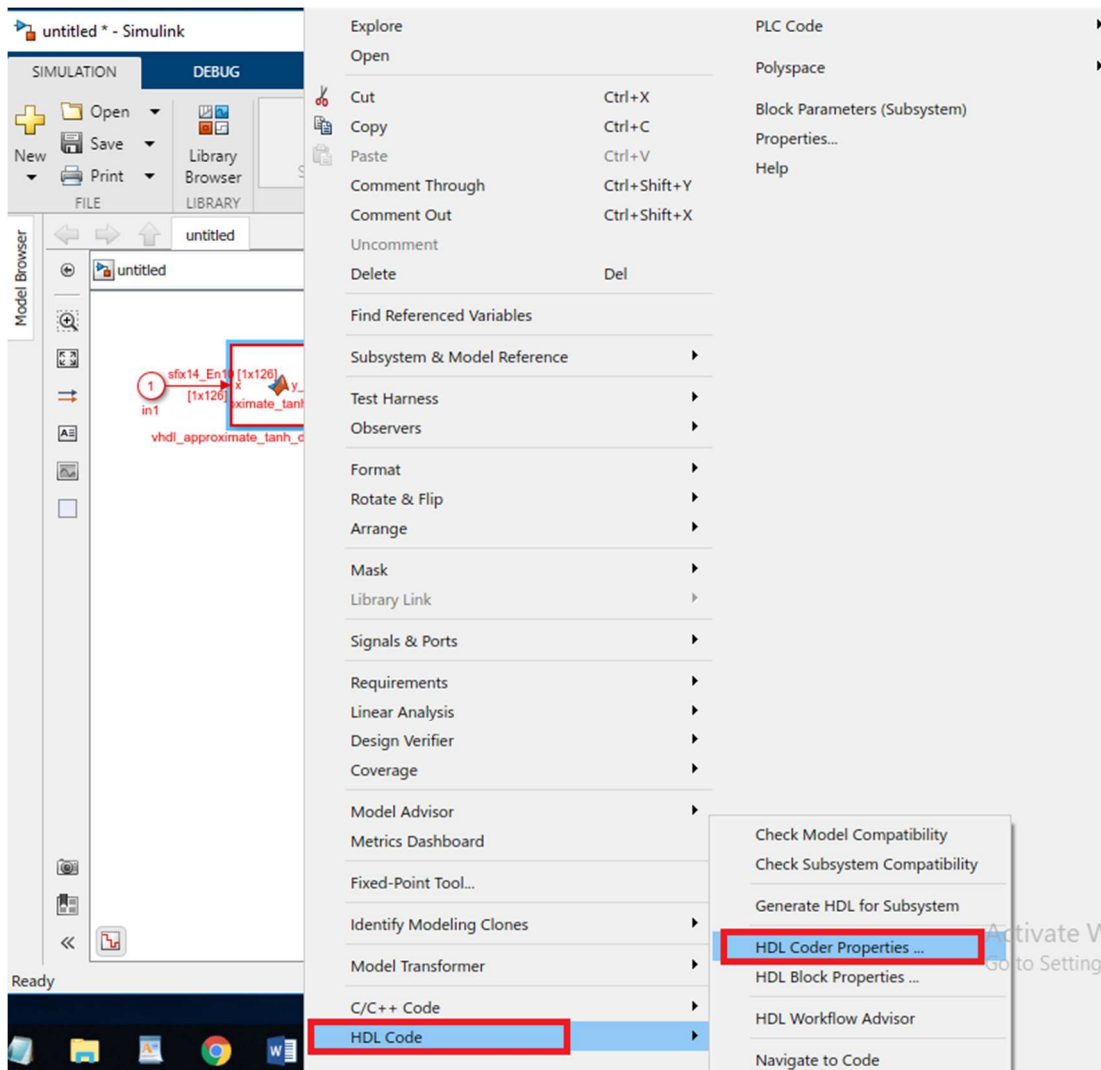 untitled * - Simulink
SIMULATION
DEBUG
New
Open
Save
Print
FILE
Library
Browser
LIBRARY
S
Model Browser
untitled
untitled
1
in1
sfix14_En10 [1x126]
[1x126]
x
y_
oximate_tanh
vhdl_approximate_tanh_d
Ready
Explore
Open
Cut Ctrl+X
Copy Ctrl+C
Paste Ctrl+V
Comment Through Ctrl+Shift+Y
Comment Out Ctrl+Shift+X
Uncomment
Delete Del
Find Referenced Variables
Subsystem & Model Reference
Test Harness
Observers
Format
Rotate & Flip
Arrange
Mask
Library Link
Signals & Ports
Requirements
Linear Analysis
Design Verifier
Coverage
Model Advisor
Metrics Dashboard
Fixed-Point Tool...
Identify Modeling Clones
Model Transformer
C/C++ Code
HDL Code
PLC Code
Polyspace
Block Parameters (Subsystem)
Properties...
Help
Check Model Compatibility
Check Subsystem Compatibility
Generate HDL for Subsystem
HDL Coder Properties ...
HDL Block Properties ...
HDL Workflow Advisor
Navigate to Code
Activate W
Go to Setting